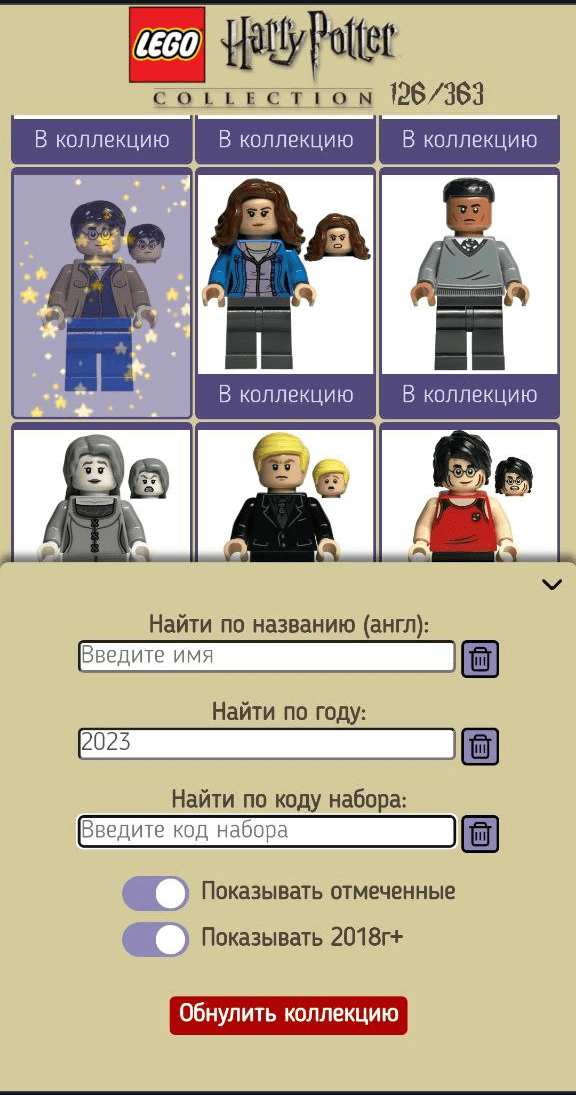 LEGO Harry Potter
COLLECTION 126/363
В коллекцию В коллекцию В коллекцию
В коллекцию В коллекцию
Найти по названию (англ):
Введите имя
Найти по году:
2023
Найти по коду набора:
Введите код набора
Показывать отмеченные
Показывать 2018г+
Обнулить коллекцию